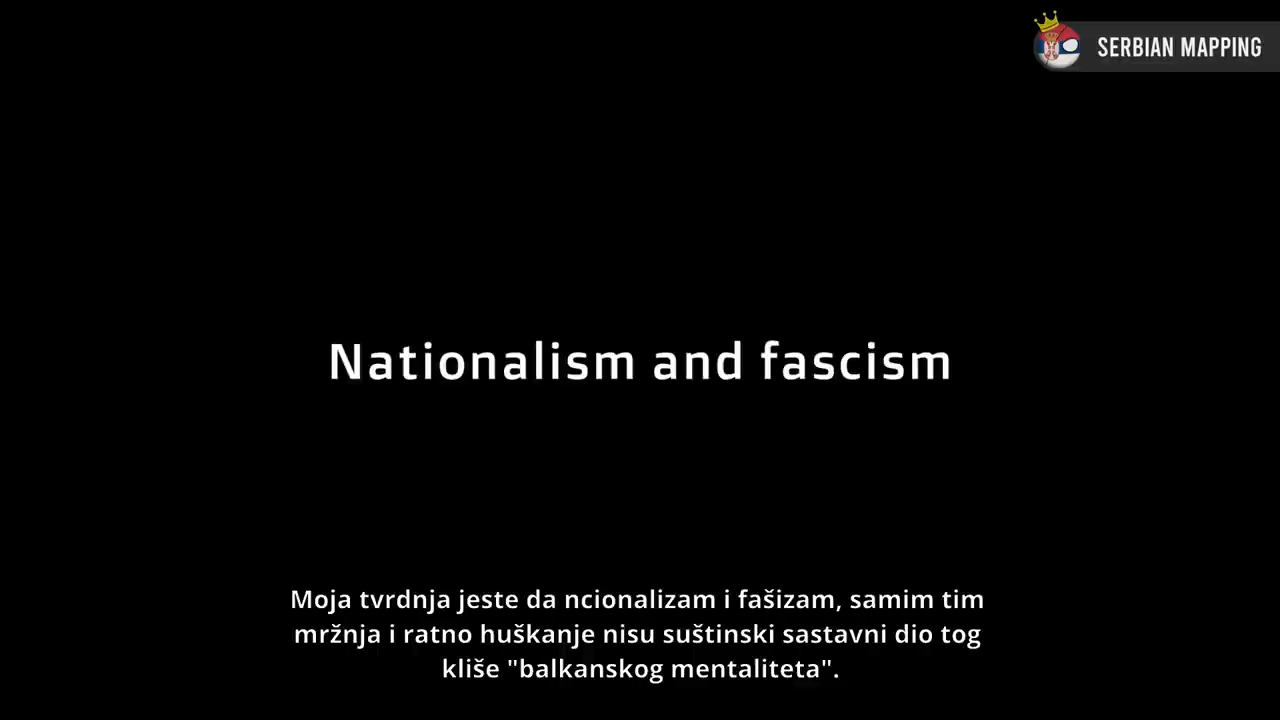 SERBIAN MAPPING
Nationalism and fascism
Moja tvrdnja jeste da ncionalizam i fašizam, samim tim
mržnja i ratno huškanje nisu suštinski sastavni dio tog
kliše "balkanskog mentaliteta".